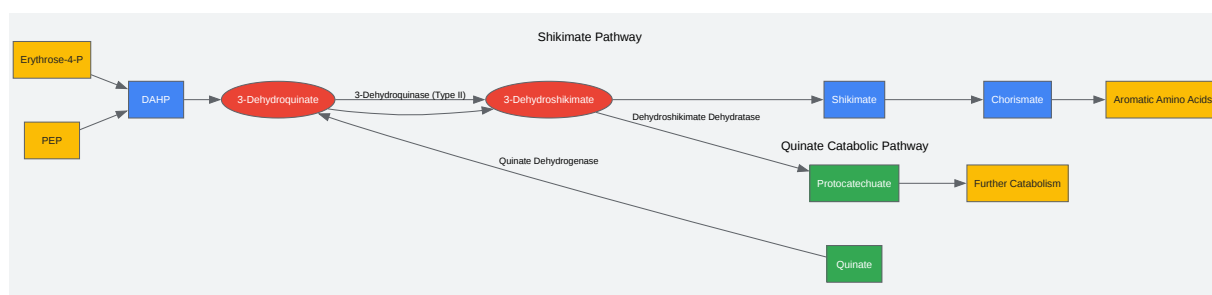 Shikimate Pathway
Erythrose-4-P
PEP
DAHP
3-Dehydroquinate
3-Dehydroquinase (Type II)
3-Dehydroshikimate
Shikimate
Chorismate
Aromatic Amino Acids
Dehydroshikimate Dehydratase
Quinate Catabolic Pathway
Quinate Dehydrogenase
Protocatechuate
Further Catabolism
Quinate